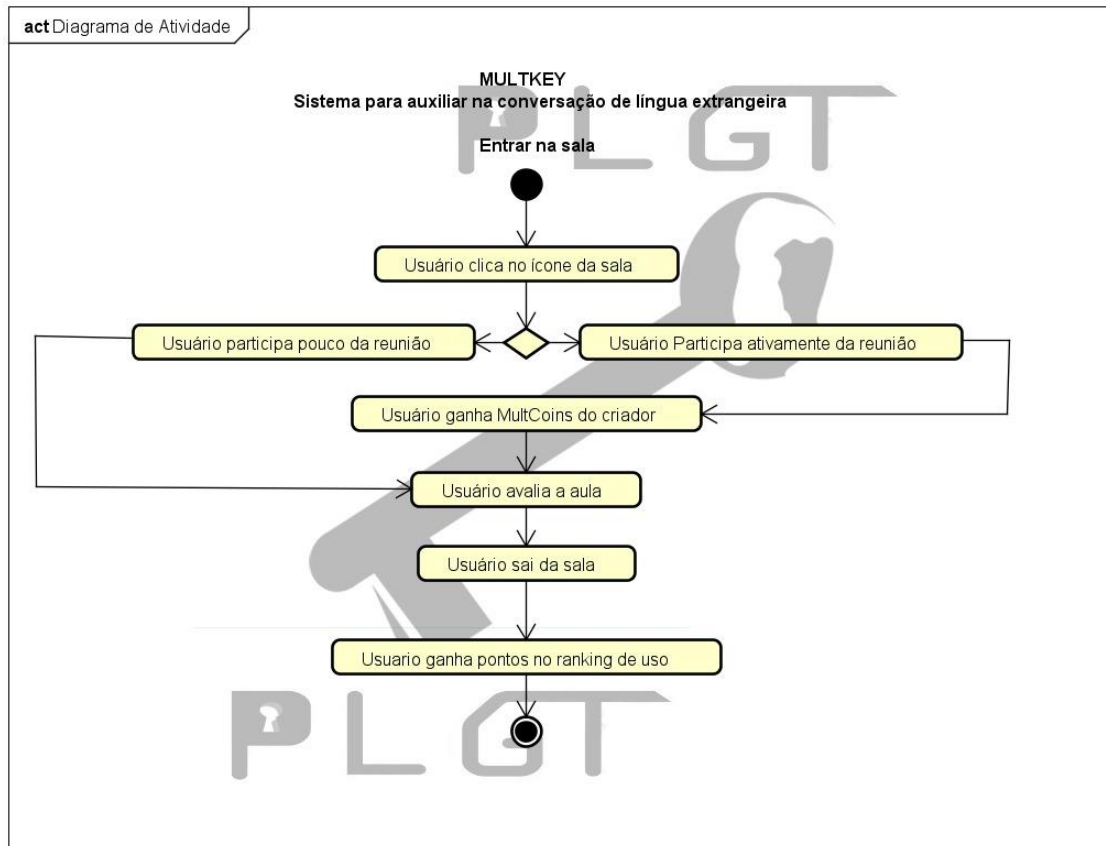 act Diagrama de Atividade
MULTKEY
Sistema para auxiliar na conversação de língua extrangeira
PLGT
Entrar na sala
Usuário clica no ícone da sala
Usuário participa pouco da reunião
Usuário Participa ativamente da reunião
Usuário ganha MultCoins do criador
Usuário avalia a aula
Usuário sai da sala
Usuario ganha pontos no ranking de uso
PLGT